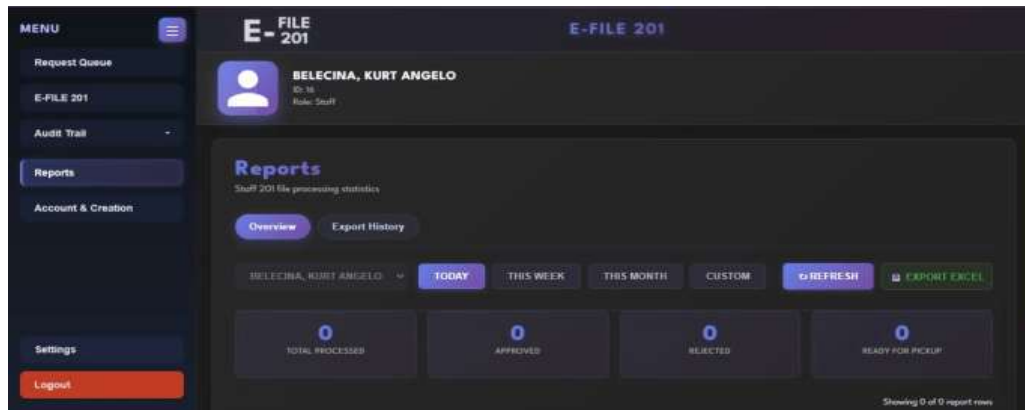 MENU
Request Queue
E-FILE 201
Audit Trail
Reports
Account & Creation
Settings
Logout
E- FILE
201
E-FILE 201
BELECINA, KURT ANGELO
ID: 16
Role: Staff
Reports
Staff 201 file processing statistics
Overview Export History
BELECINA, KURT ANGELO TODAY THIS WEEK THIS MONTH CUSTOM REFRESH EXPORT EXCEL
0 0 0 0
TOTAL PROCESSED APPROVED REJECTED READY FOR PICKUP
Showing 0 of 0 report rows